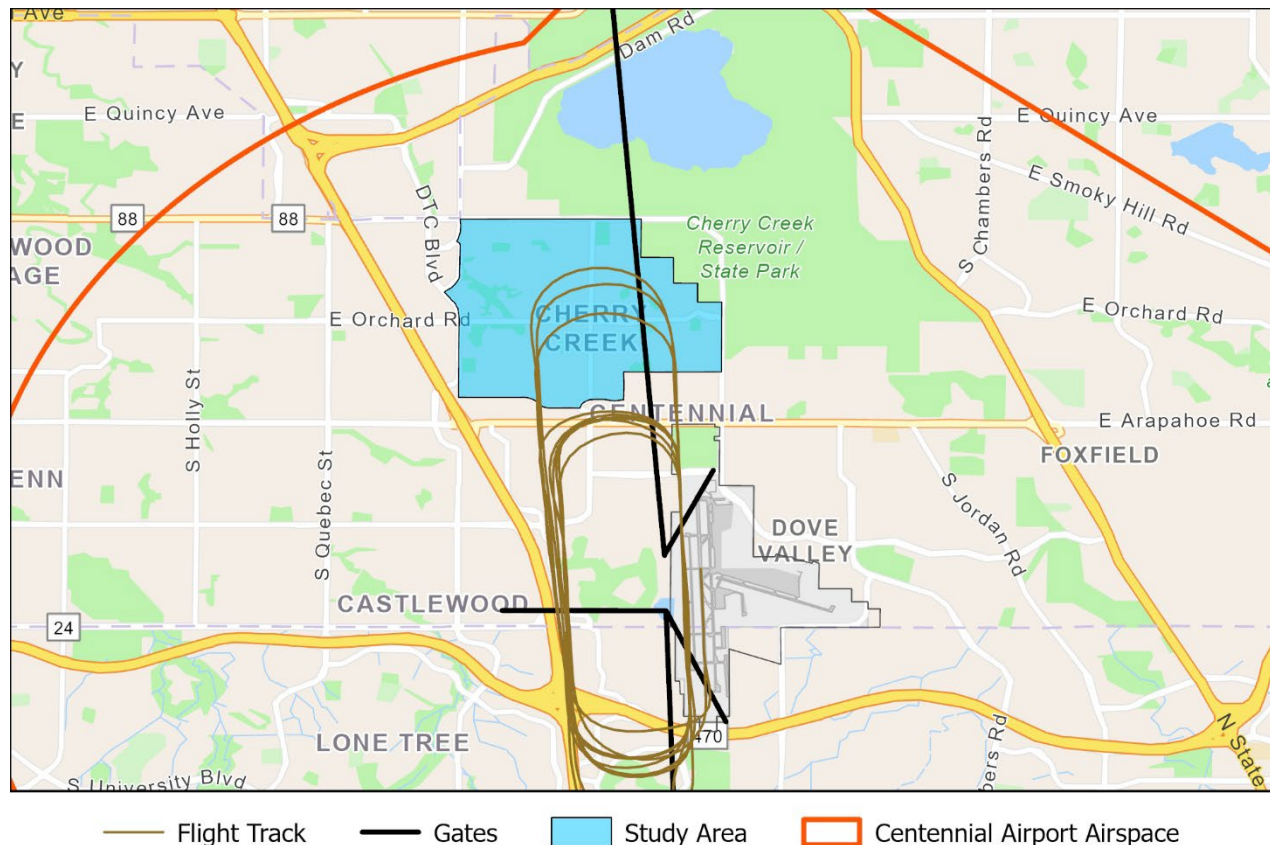 Ave
Dam Rd
Y
E
E Quincy Ave
E Quincy Ave
S Chambers Rd
E Smoky Hill Rd
88
88
DTC Blvd
WOOD
AGE
Cherry Creek
Reservoir /
State Park
E Orchard Rd
CHERRY
CREEK
E Orchard Rd
S Holly St
CENTENNIAL
E Arapahoe Rd
FOXFIELD
ENN
S Quebec St
S Jordan Rd
DOVE
VALLEY
CASTLEWOOD
24
LONE TREE
470
S University Blvd
bers Rd
N State
Flight Track
Gates
Study Area
Centennial Airport Airspace